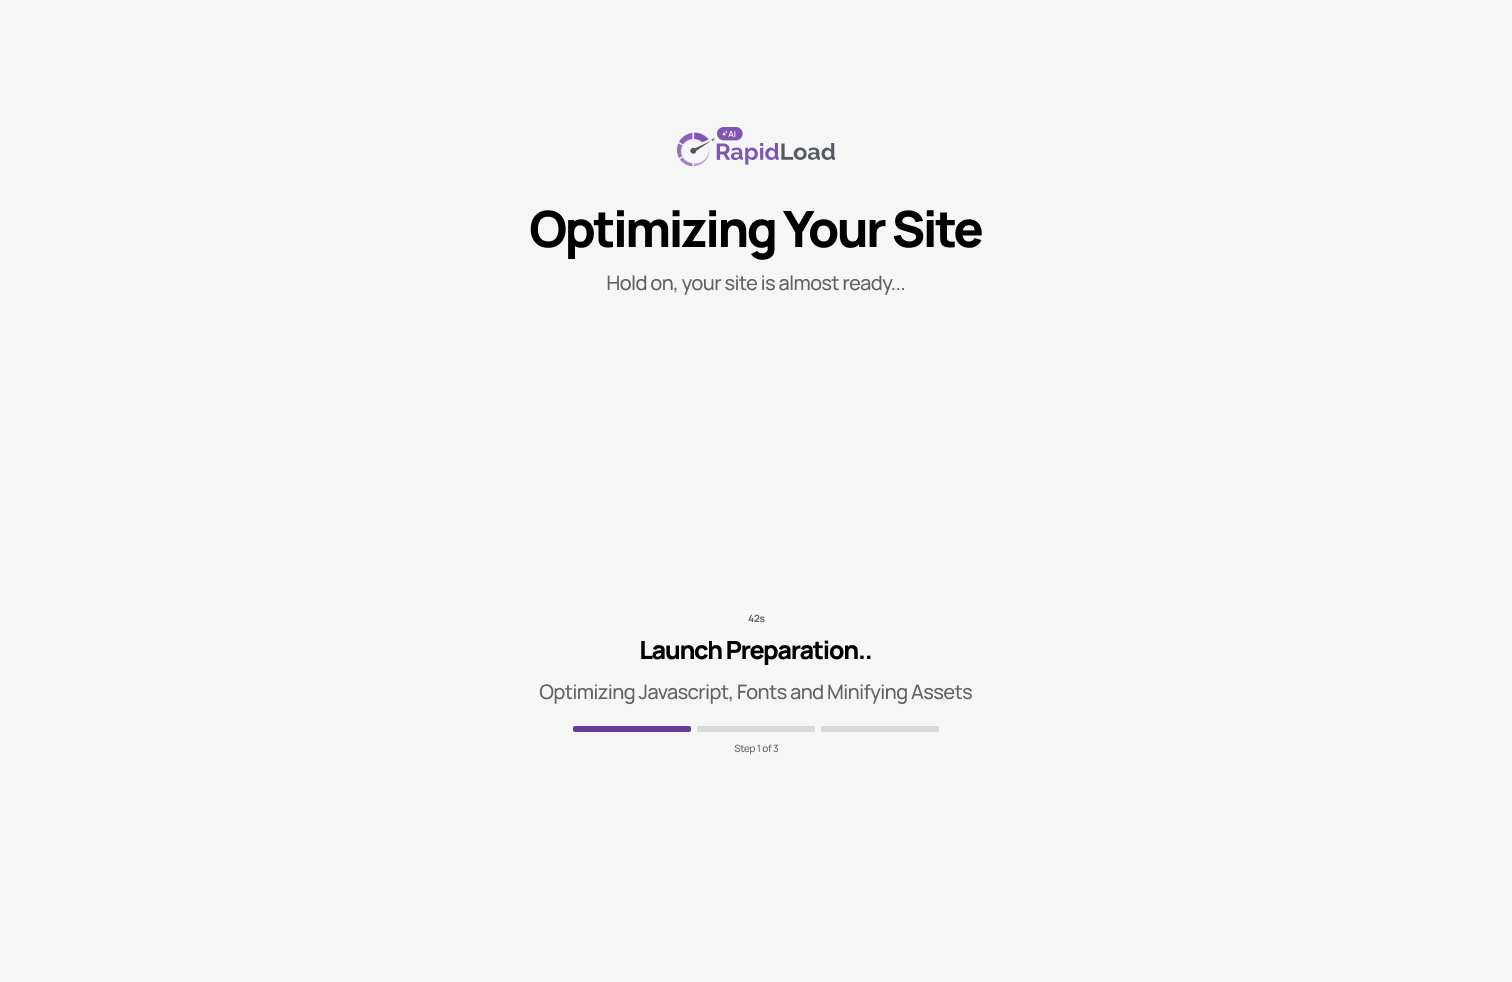 AI
RapidLoad
Optimizing Your Site
Hold on, your site is almost ready...
42s
Launch Preparation..
Optimizing Javascript, Fonts and Minifying Assets
Step 1 of 3